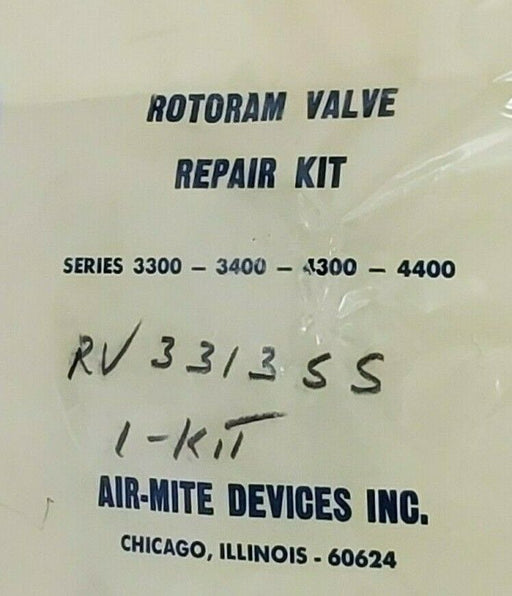 ROTORAM VALVE
REPAIR KIT
SERIES 3300 – 3400 – 4300 – 4400
RV 3313 SS
1-KIT
AIR-MITE DEVICES INC.
CHICAGO, ILLINOIS - 60624